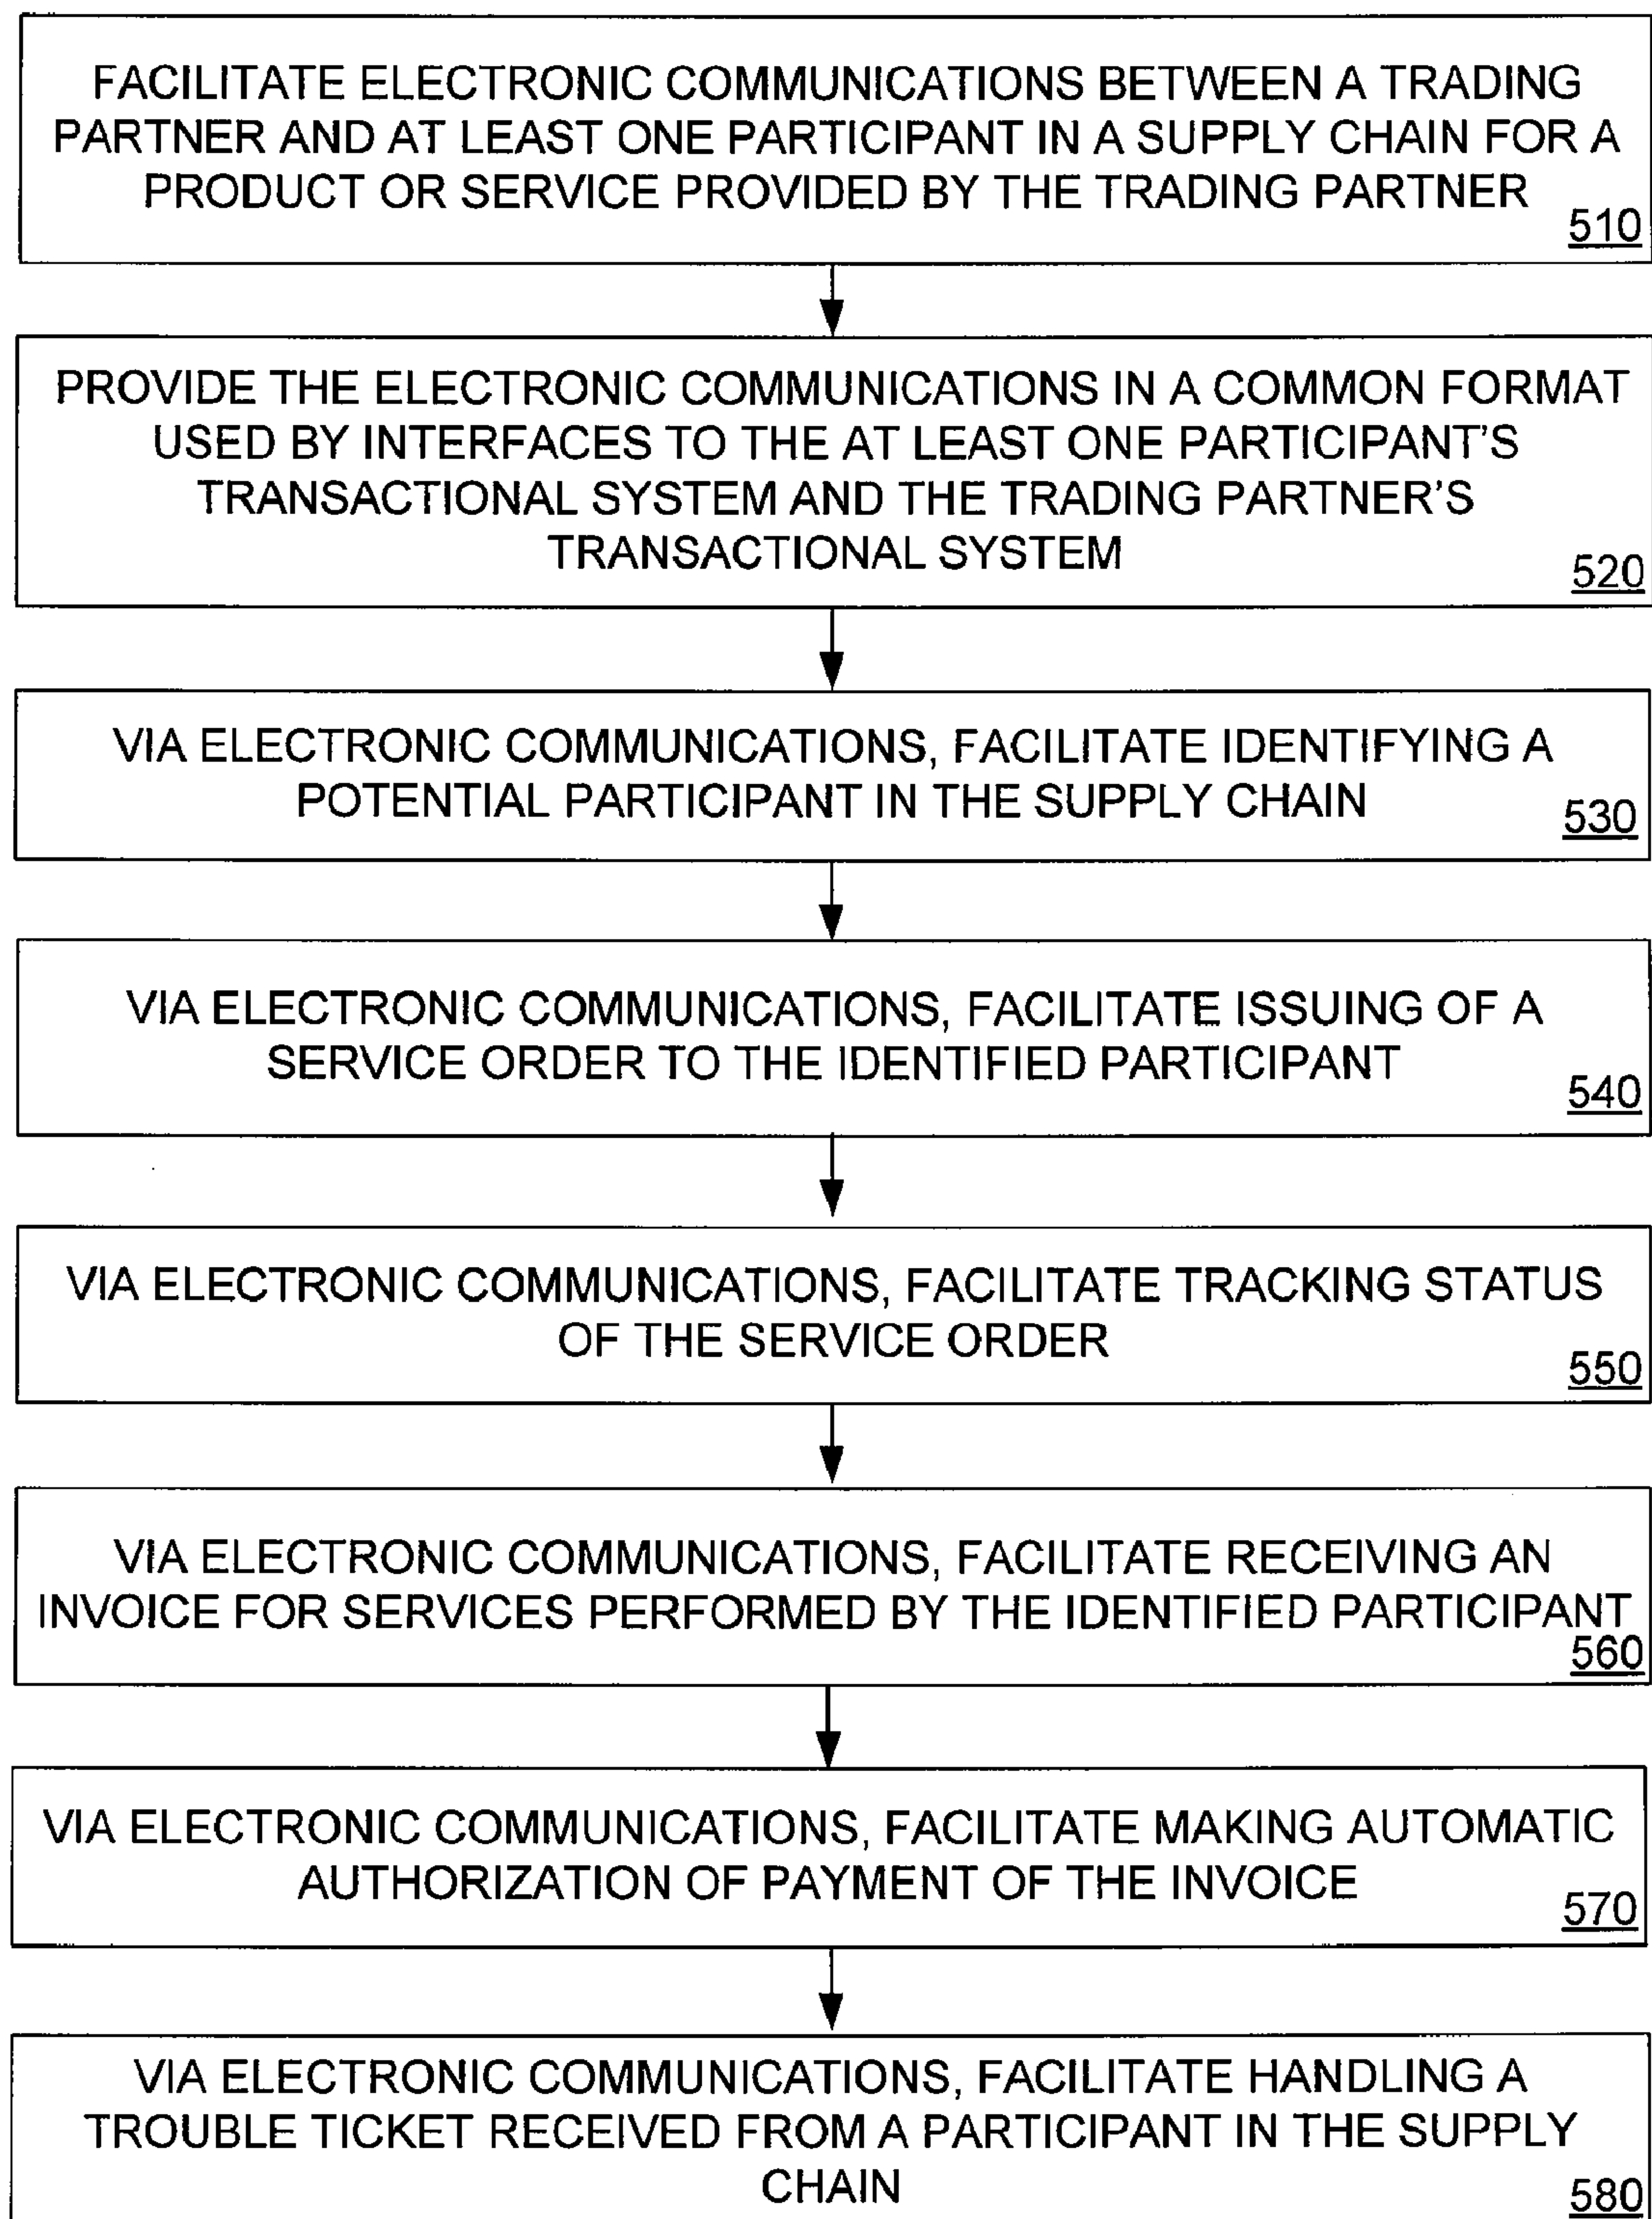 FACILITATE ELECTRONIC COMMUNICATIONS BETWEEN A TRADING
PARTNER AND AT LEAST ONE PARTICIPANT IN A SUPPLY CHAIN FOR A
PRODUCT OR SERVICE PROVIDED BY THE TRADING PARTNER
510
PROVIDE THE ELECTRONIC COMMUNICATIONS IN A COMMON FORMAT
USED BY INTERFACES TO THE AT LEAST ONE PARTICIPANT'S
TRANSACTIONAL SYSTEM AND THE TRADING PARTNER'S
TRANSACTIONAL SYSTEM
520
VIA ELECTRONIC COMMUNICATIONS, FACILITATE IDENTIFYING A
POTENTIAL PARTICIPANT IN THE SUPPLY CHAIN
530
VIA ELECTRONIC COMMUNICATIONS, FACILITATE ISSUING OF A
SERVICE ORDER TO THE IDENTIFIED PARTICIPANT
540
VIA ELECTRONIC COMMUNICATIONS, FACILITATE TRACKING STATUS
OF THE SERVICE ORDER
550
VIA ELECTRONIC COMMUNICATIONS, FACILITATE RECEIVING AN
INVOICE FOR SERVICES PERFORMED BY THE IDENTIFIED PARTICIPANT
560
VIA ELECTRONIC COMMUNICATIONS, FACILITATE MAKING AUTOMATIC
AUTHORIZATION OF PAYMENT OF THE INVOICE
570
VIA ELECTRONIC COMMUNICATIONS, FACILITATE HANDLING A
TROUBLE TICKET RECEIVED FROM A PARTICIPANT IN THE SUPPLY
CHAIN
580